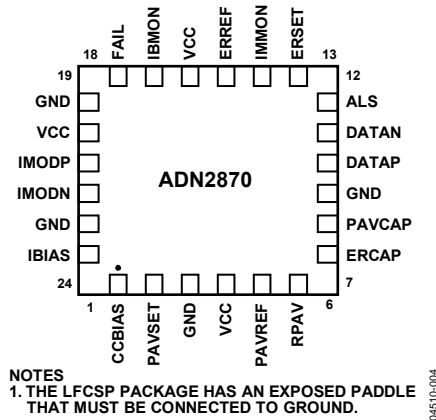 FAIL
IBMON
VCC
ERREF
IMMON
ERSET
18
13
19
12
GND
VCC
IMODP
IMODN
GND
IBIAS
ADN2870
ALS
DATAN
DATAP
GND
PAVCAP
ERCAP
24
7
1
6
CCBIAS
PAVSET
GND
VCC
PAVREF
RPAV
NOTES
1. THE LFCSP PACKAGE HAS AN EXPOSED PADDLE
THAT MUST BE CONNECTED TO GROUND.
04510-004